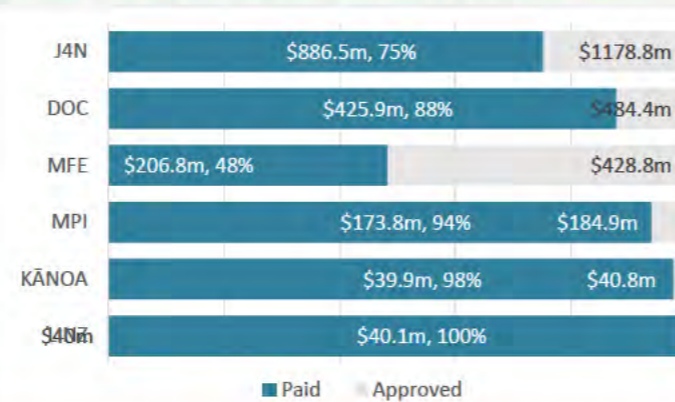 J4N $886.5m, 75% $1178.8m
DOC $425.9m, 88% $484.4m
MFE $206.8m, 48% $428.8m
MPI $173.8m, 94% $184.9m
KĀNOA $39.9m, 98% $40.8m
$40m $40.1m, 100%
Paid Approved